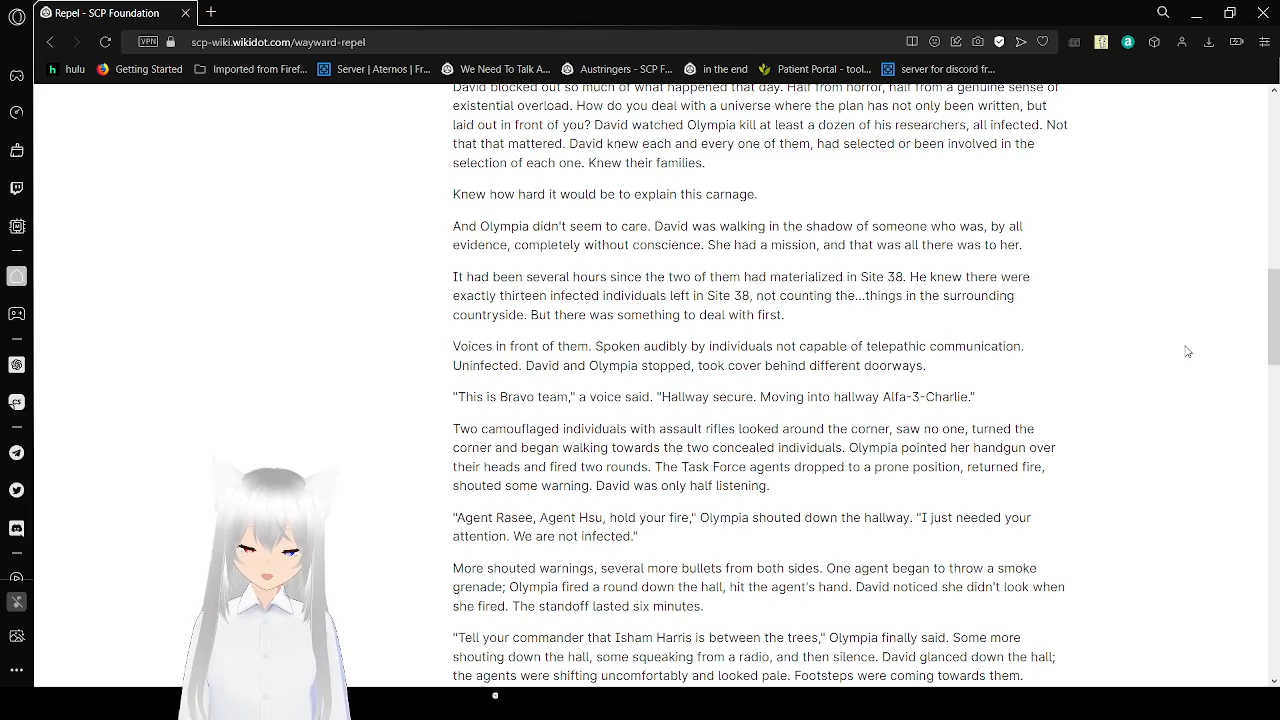 Repel - SCP Foundation
VPN
scp-wiki.wikidot.com/wayward-repel
hulu
Getting Started
Imported from Firef...
Server | Aternos | Fr...
We Need To Talk A...
Austringers - SCP F...
in the end
Patient Portal - tool...
server for discord fr...
David blocked out so much of what happened that day. Half from horror, half from a genuine sense of
existential overload. How do you deal with a universe where the plan has not only been written, but
laid out in front of you? David watched Olympia kill at least a dozen of his researchers, all infected. Not
that that mattered. David knew each and every one of them, had selected or been involved in the
selection of each one. Knew their families.
Knew how hard it would be to explain this carnage.
And Olympia didn't seem to care. David was walking in the shadow of someone who was, by all
evidence, completely without conscience. She had a mission, and that was all there was to her.
It had been several hours since the two of them had materialized in Site 38. He knew there were
exactly thirteen infected individuals left in Site 38, not counting the...things in the surrounding
countryside. But there was something to deal with first.
Voices in front of them. Spoken audibly by individuals not capable of telepathic communication.
Uninfected. David and Olympia stopped, took cover behind different doorways.
"This is Bravo team," a voice said. "Hallway secure. Moving into hallway Alfa-3-Charlie."
Two camouflaged individuals with assault rifles looked around the corner, saw no one, turned the
corner and began walking towards the two concealed individuals. Olympia pointed her handgun over
their heads and fired two rounds. The Task Force agents dropped to a prone position, returned fire,
shouted some warning. David was only half listening.
"Agent Rasee, Agent Hsu, hold your fire," Olympia shouted down the hallway. "I just needed your
attention. We are not infected."
More shouted warnings, several more bullets from both sides. One agent began to throw a smoke
grenade; Olympia fired a round down the hall, hit the agent's hand. David noticed she didn't look when
she fired. The standoff lasted six minutes.
"Tell your commander that Isham Harris is between the trees," Olympia finally said. Some more
shouting down the hall, some squeaking from a radio, and then silence. David glanced down the hall;
the agents were shifting uncomfortably and looked pale. Footsteps were coming towards them.